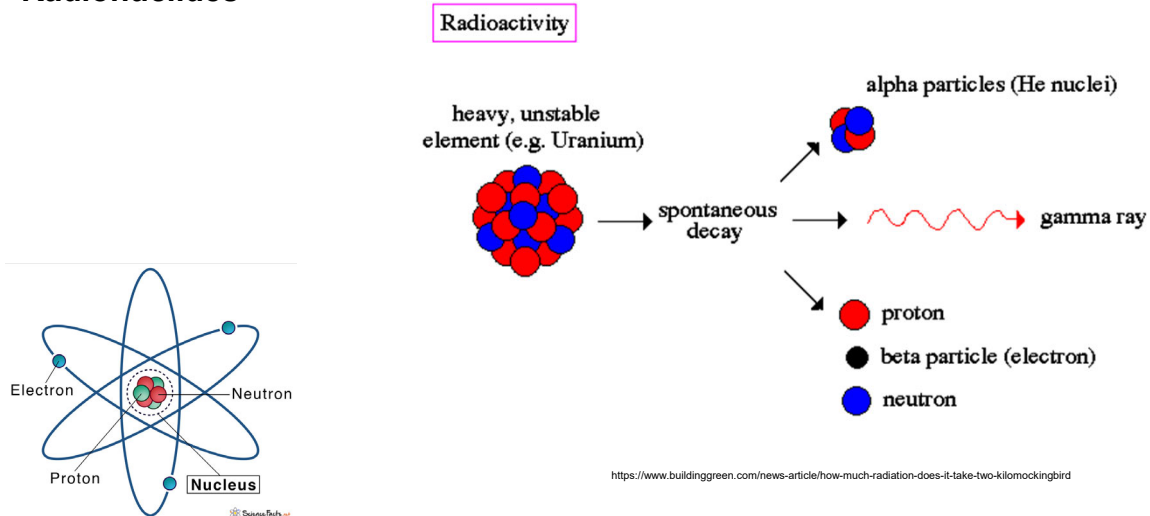 Radioactivity
heavy, unstable
element (e.g. Uranium)
spontaneous
decay
alpha particles (He nuclei)
gamma ray
proton
beta particle (electron)
neutron
Electron
Neutron
Proton
Nucleus
https://www.buildinggreen.com/news-article/how-much-radiation-does-it-take-two-kilomockingbird